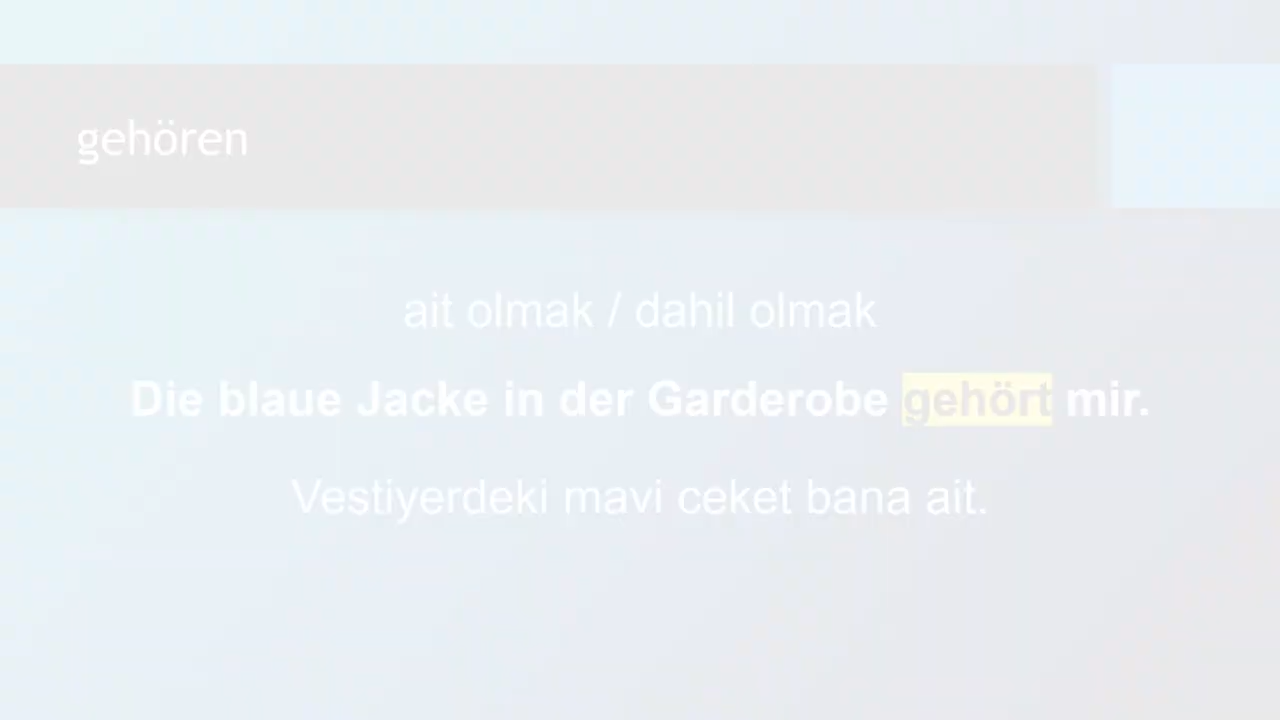 gehören
ait olmak / dahil olmak
Die blaue Jacke in der Garderobe gehört mir.
Vestiyerdeki mavi ceket bana ait.